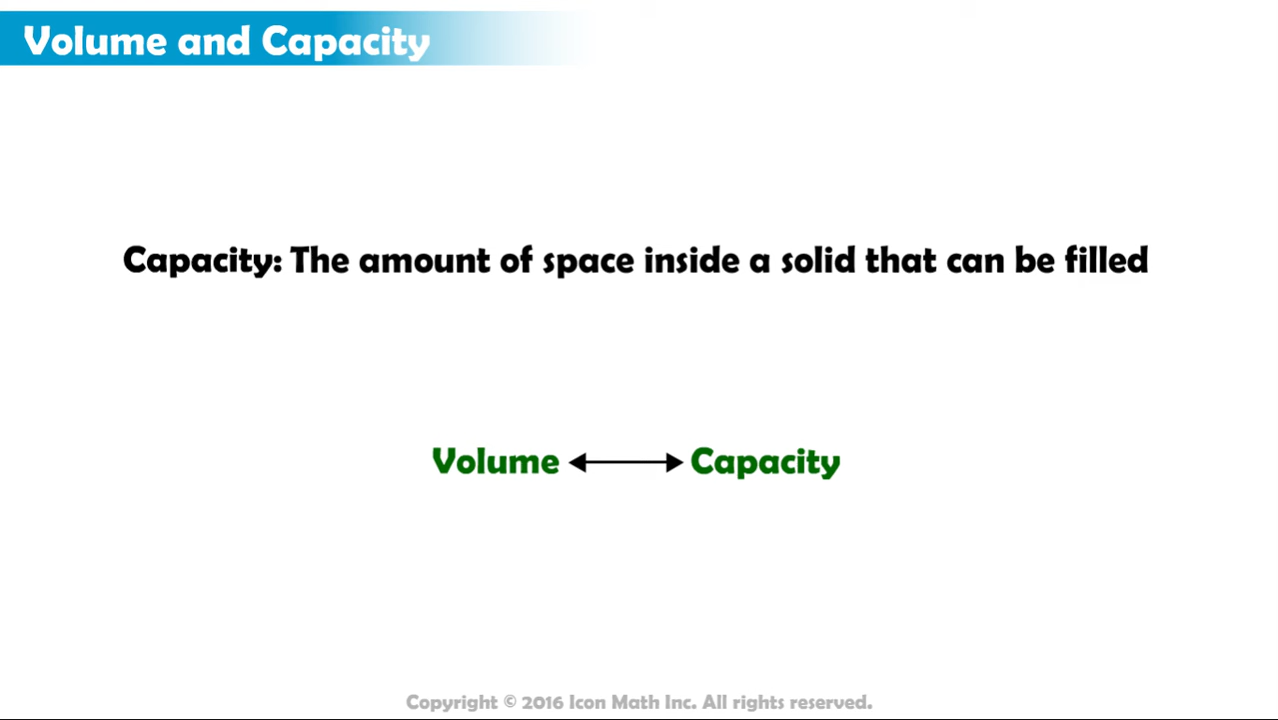 Volume and Capacity
Capacity: The amount of space inside a solid that can be filled
Volume Capacity
Copyright © 2016 Icon Math Inc. All rights reserved.